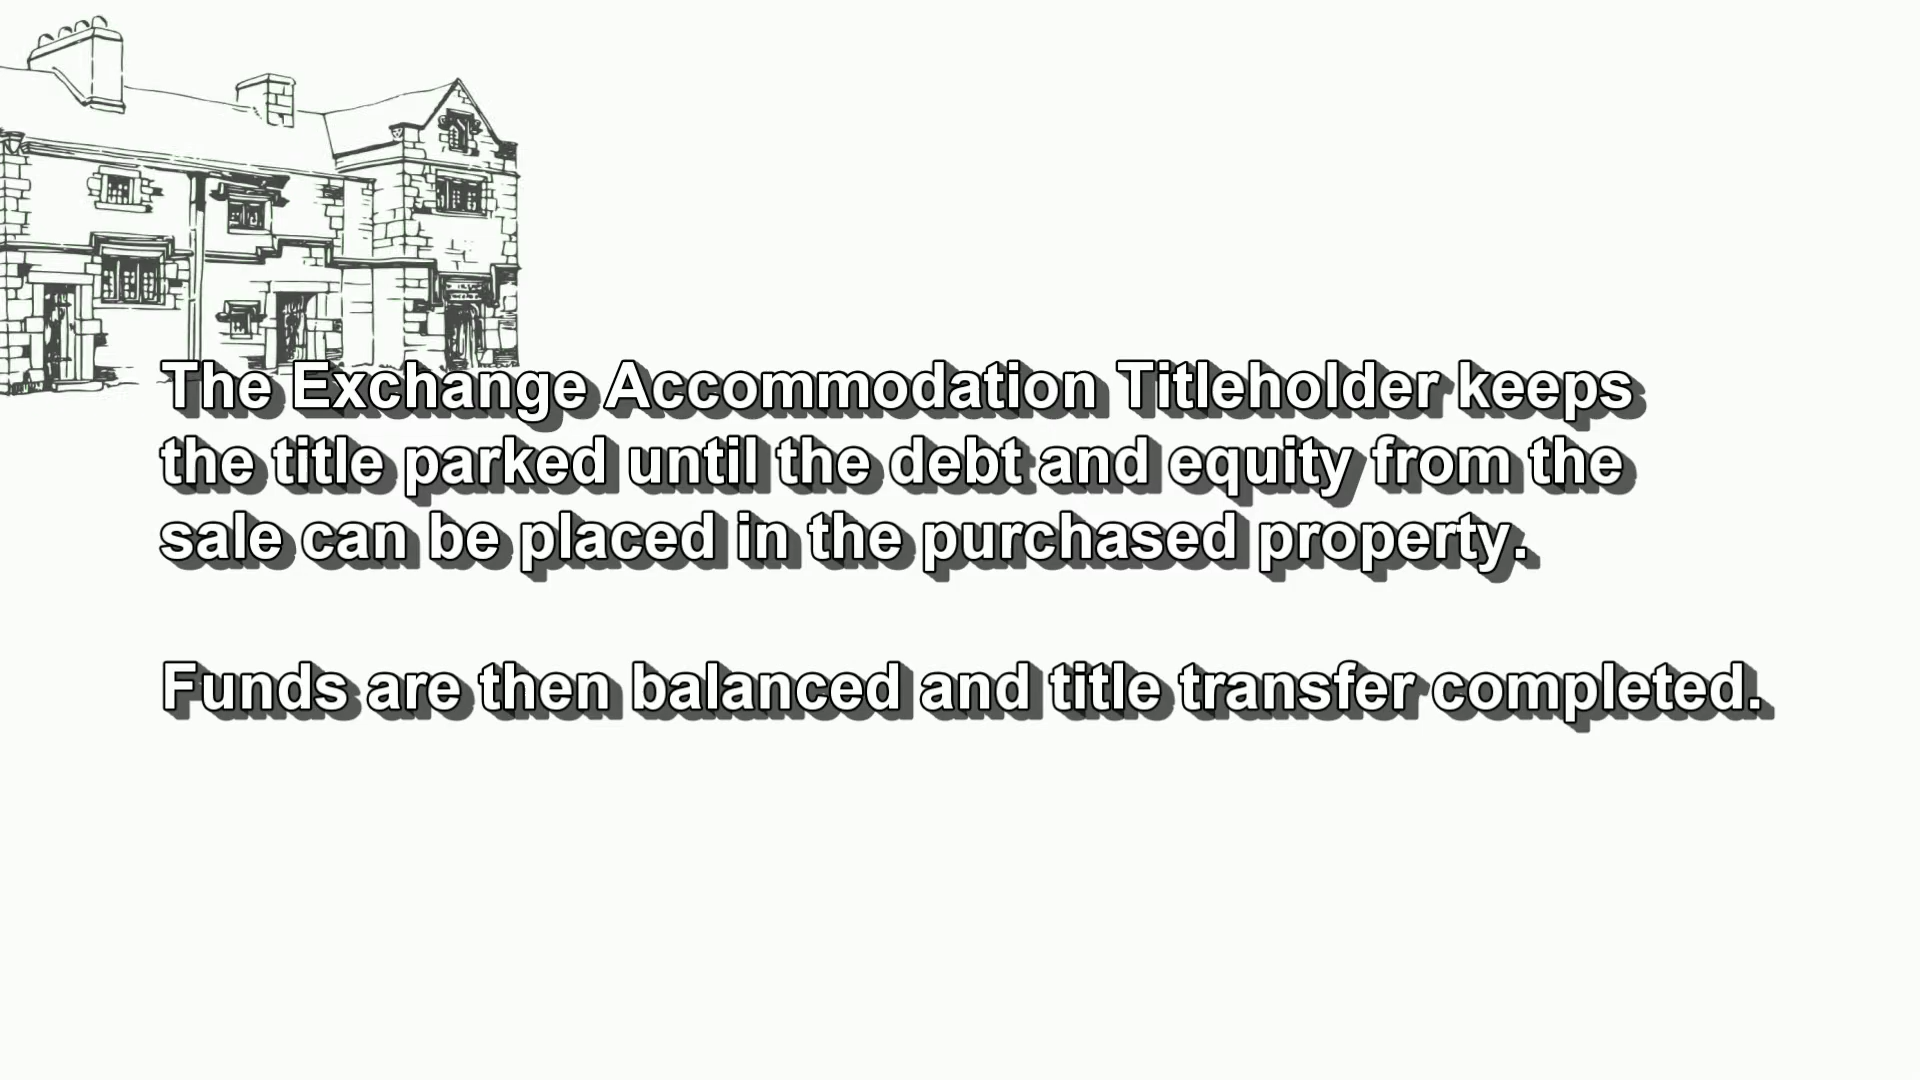 The Exchange Accommodation Titleholder keeps
the title parked until the debt and equity from the
sale can be placed in the purchased property.
Funds are then balanced and title transfer completed.